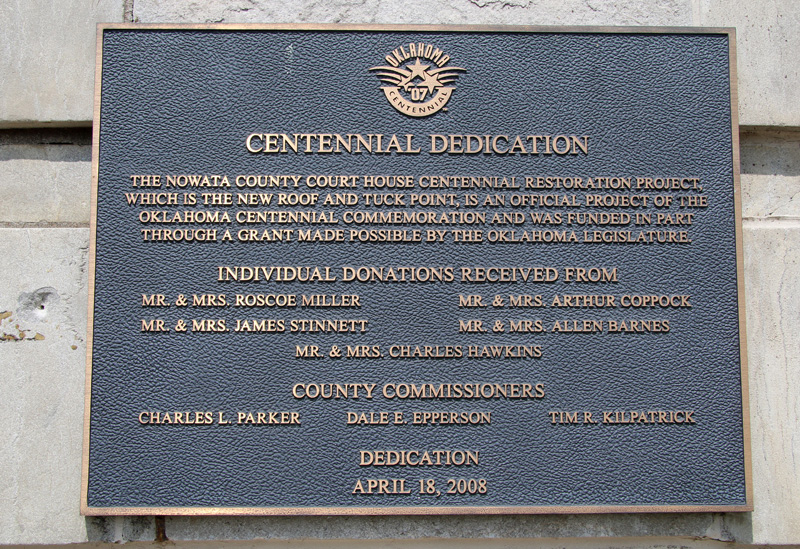 OKLAHOMA
'07
CENTENNIAL
CENTENNIAL DEDICATION
THE NOWATA COUNTY COURT HOUSE CENTENNIAL RESTORATION PROJECT,
WHICH IS THE NEW ROOF AND TUCK POINT, IS AN OFFICIAL PROJECT OF THE
OKLAHOMA CENTENNIAL COMMEMORATION AND WAS FUNDED IN PART
THROUGH A GRANT MADE POSSIBLE BY THE OKLAHOMA LEGISLATURE.
INDIVIDUAL DONATIONS RECEIVED FROM
MR. & MRS. ROSCOE MILLER MR. & MRS. ARTHUR COPPOCK
MR. & MRS. JAMES STINNETT MR. & MRS. ALLEN BARNES
MR. & MRS. CHARLES HAWKINS
COUNTY COMMISSIONERS
CHARLES L. PARKER DALE E. EPPERSON TIM R. KILPATRICK
DEDICATION
APRIL 18, 2008